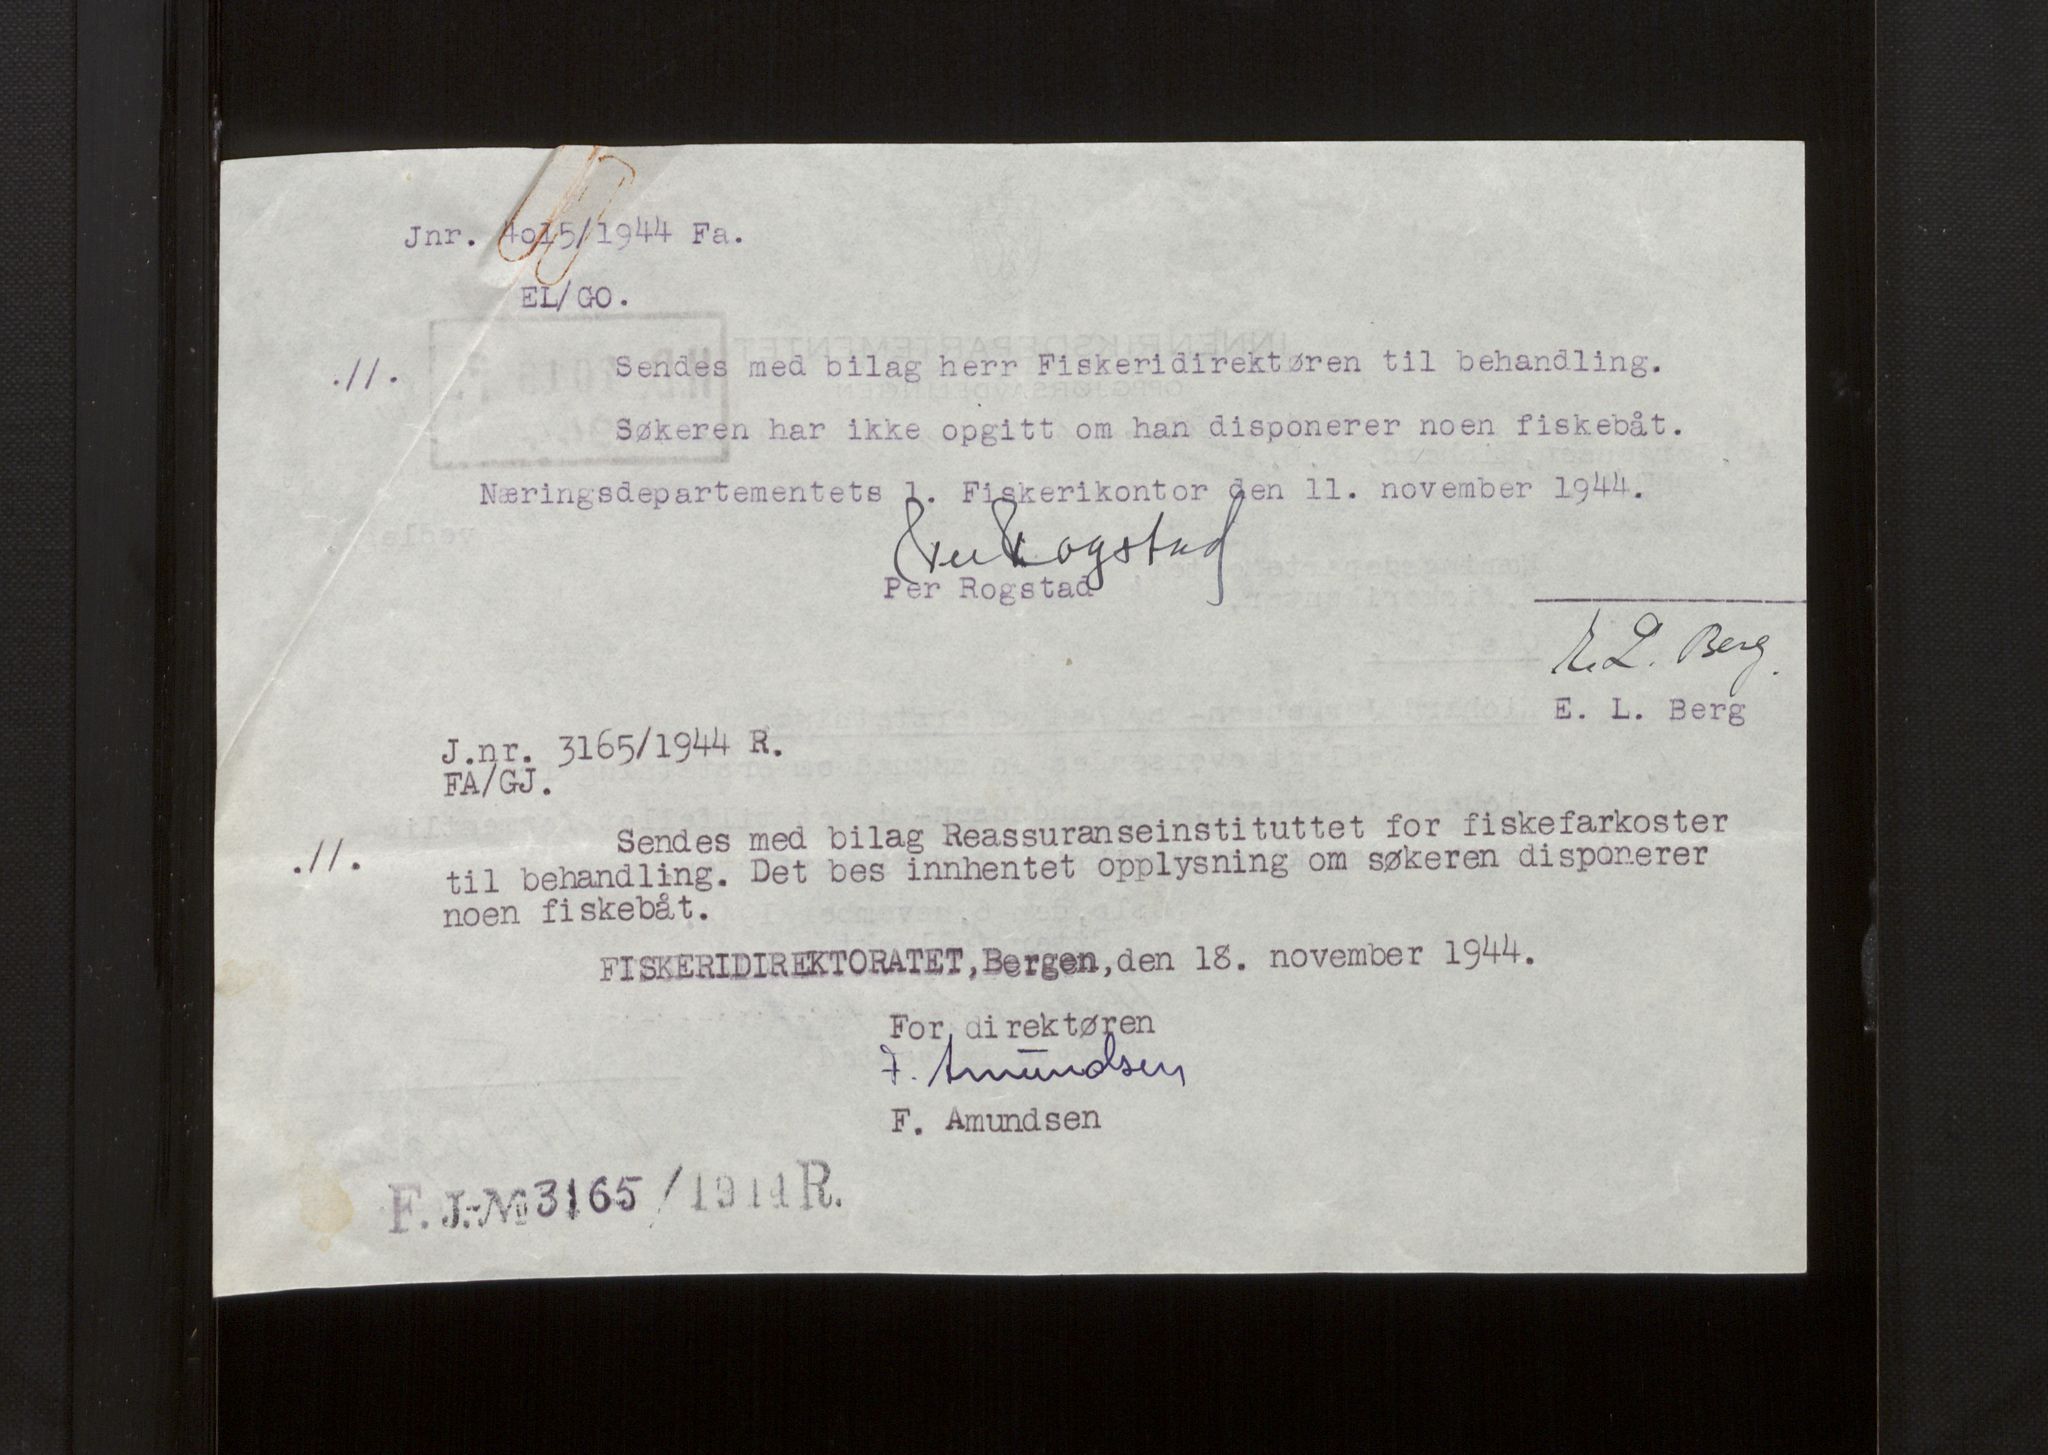 Jnr. 4o15/1944 Fa.
EL/GO.
.//. Sendes med bilag herr Fiskeridirektøren til behandling.
Søkeren har ikke opgitt om han disponerer noen fiskebåt.
Næringsdepartementets 1. Fiskerikontor den 11. november 1944.
Per Rogstad
Per Rogstad
E. L. Berg.
E. L. Berg
J.nr. 3165/1944 R.
FA/GJ.
.//. Sendes med bilag Reassuranseinstituttet for fiskefarkoster
til behandling. Det bes innhentet opplysning om søkeren disponerer
noen fiskebåt.
FISKERIDIREKTORATET, Bergen, den 18. november 1944.
For direktøren
F. Amundsen
F. Amundsen
F. J.-№ 3165/1944 R.